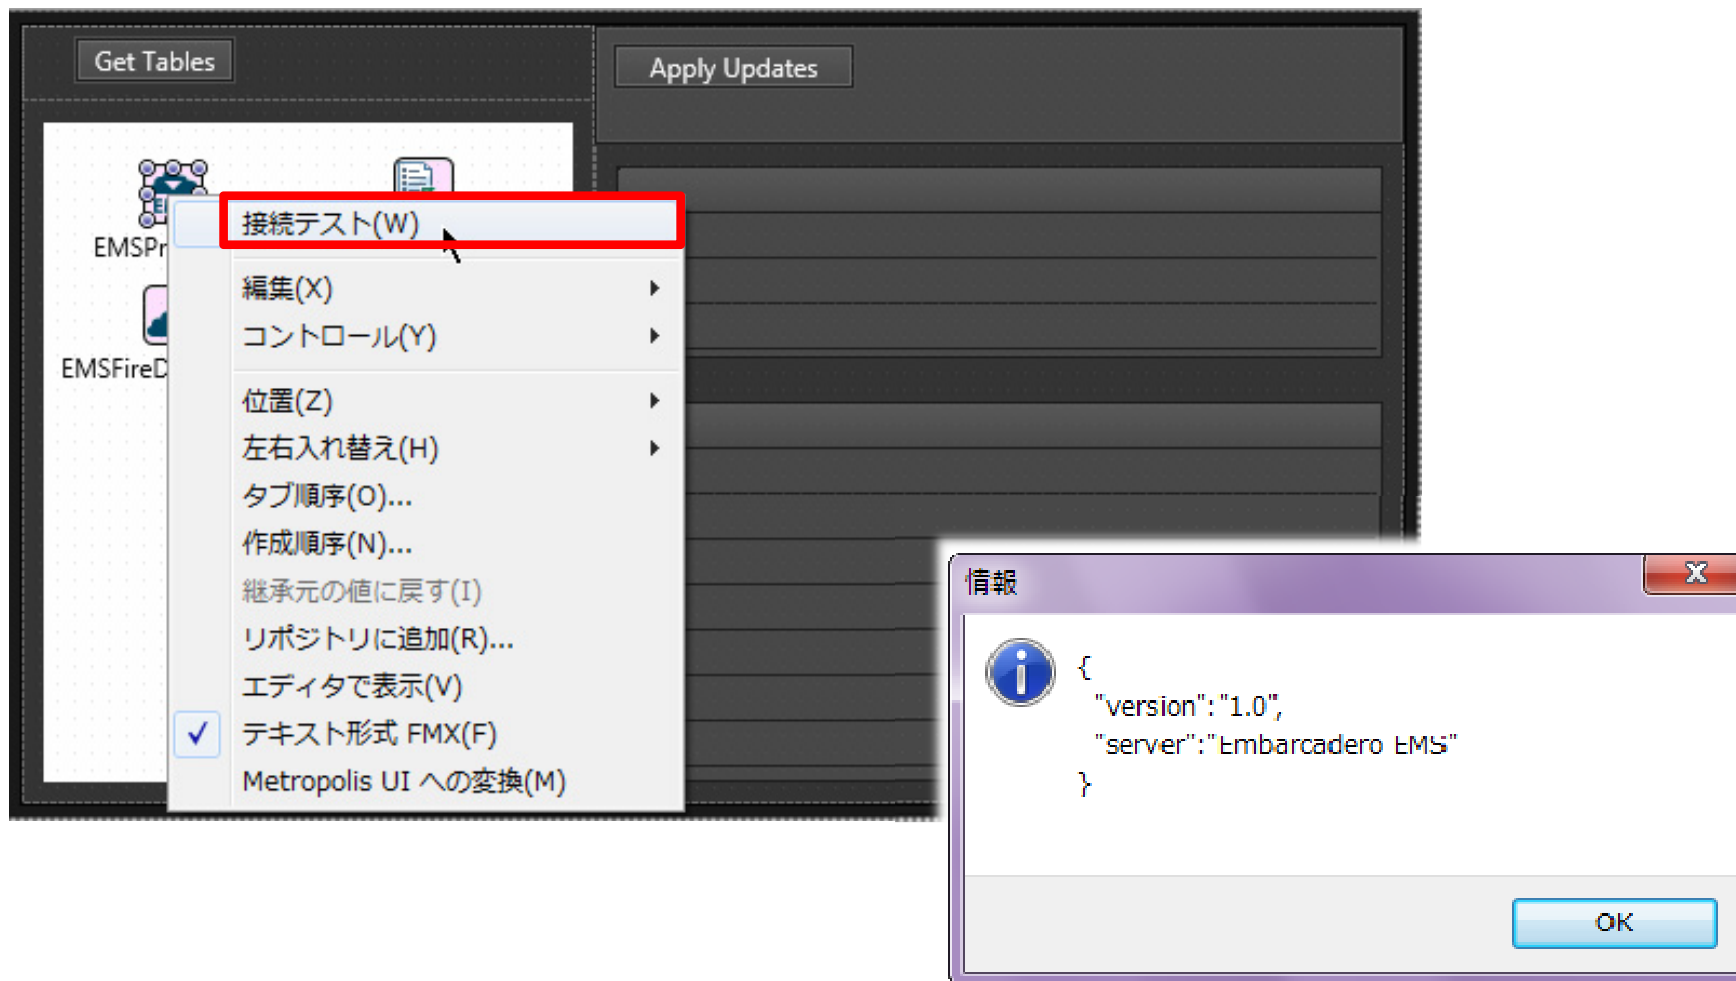 Get Tables
Apply Updates
EMSPr
EMSFireD
接続テスト(W)
編集(X)
コントロール(Y)
位置(Z)
左右入れ替え(H)
タブ順序(O)...
作成順序(N)...
継承元の値に戻す(I)
リポジトリに追加(R)...
エディタで表示(V)
テキスト形式 FMX(F)
Metropolis UI への変換(M)
情報
{
"version":"1.0",
"server":"Embarcadero EMS"
}
OK